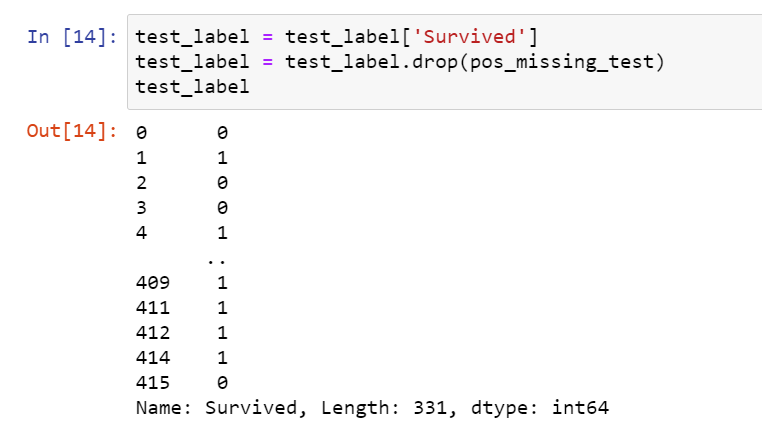 In [14]: test_label = test_label['Survived']
test_label = test_label.drop(pos_missing_test)
test_label
Out[14]: 0 0
1 1
2 0
3 0
4 1
..
409 1
411 1
412 1
414 1
415 0
Name: Survived, Length: 331, dtype: int64